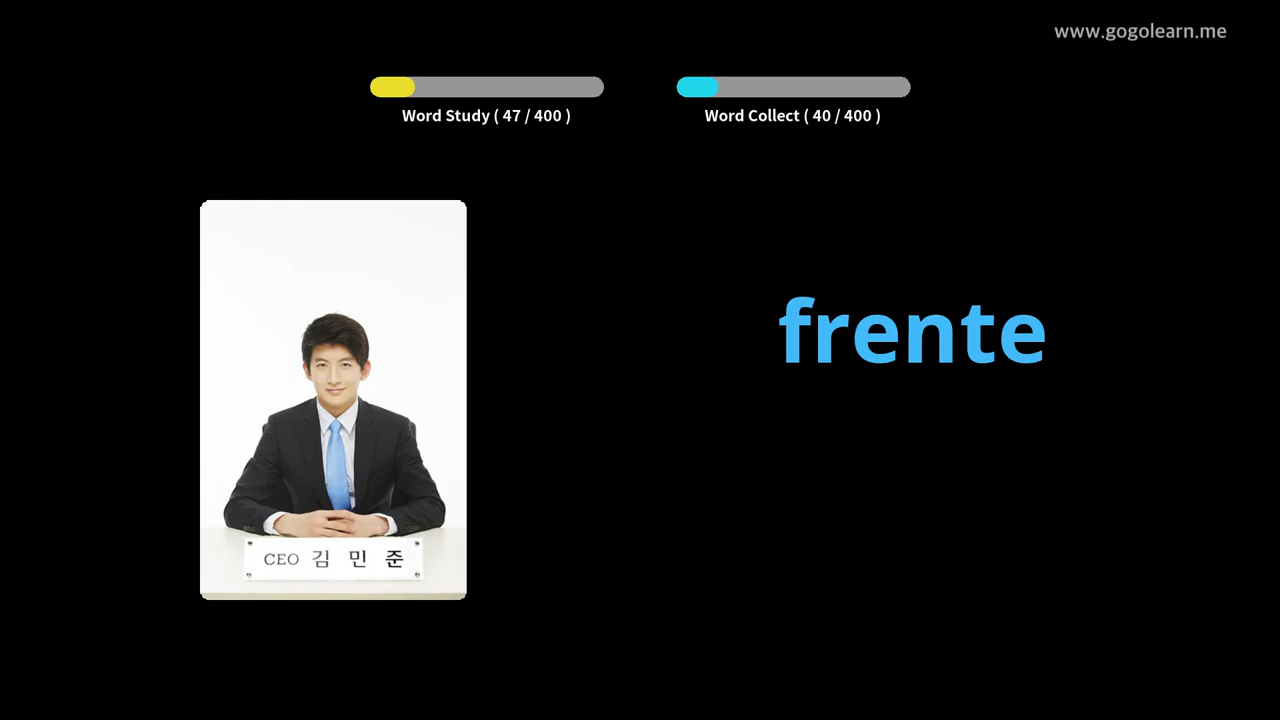 www.gogolearn.me
Word Study ( 47 / 400 )
Word Collect ( 40 / 400 )
frente
CEO 김 민 준